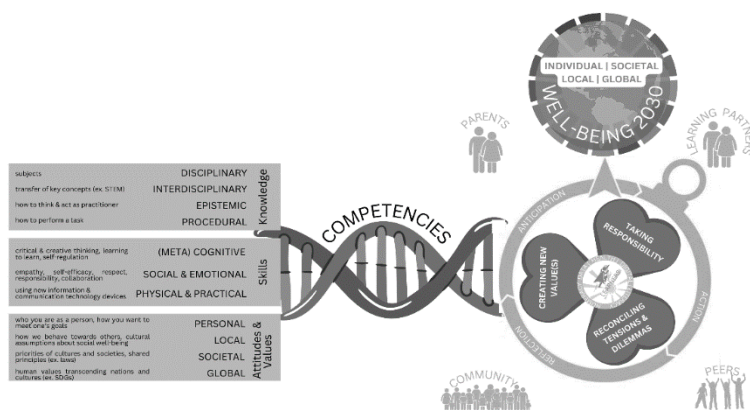 INDIVIDUAL | SOCIETAL
LOCAL | GLOBAL
WELL-BEING 2030
PARENTS
LEARNING PARTNERS
subjects
DISCIPLINARY
transfer of key concepts (ex. STEM)
INTERDISCIPLINARY
how to think & act as practitioner
EPISTEMIC
how to perform a task
PROCEDURAL
Knowledge
critical & creative thinking, learning
to learn, self-regulation
(META) COGNITIVE
empathy, self-efficacy, respect,
responsibility, collaboration
SOCIAL & EMOTIONAL
using new information &
communication technology devices
PHYSICAL & PRACTICAL
Skills
who you are as a person, how you want to
meet one's goals
PERSONAL
how we behave towards others, cultural
assumptions about social well-being
LOCAL
priorities of cultures and societies, shared
principles (ex. laws)
SOCIETAL
human values transcending nations and
cultures (ex. SDGs)
GLOBAL
Attitudes &
Values
COMPETENCIES
ANTICIPATION
ACTION
REFLECTION
CREATING NEW
VALUE(S)
TAKING
RESPONSIBILITY
RECONCILING
TENSIONS &
DILEMMAS
COMMUNITY
PEERS